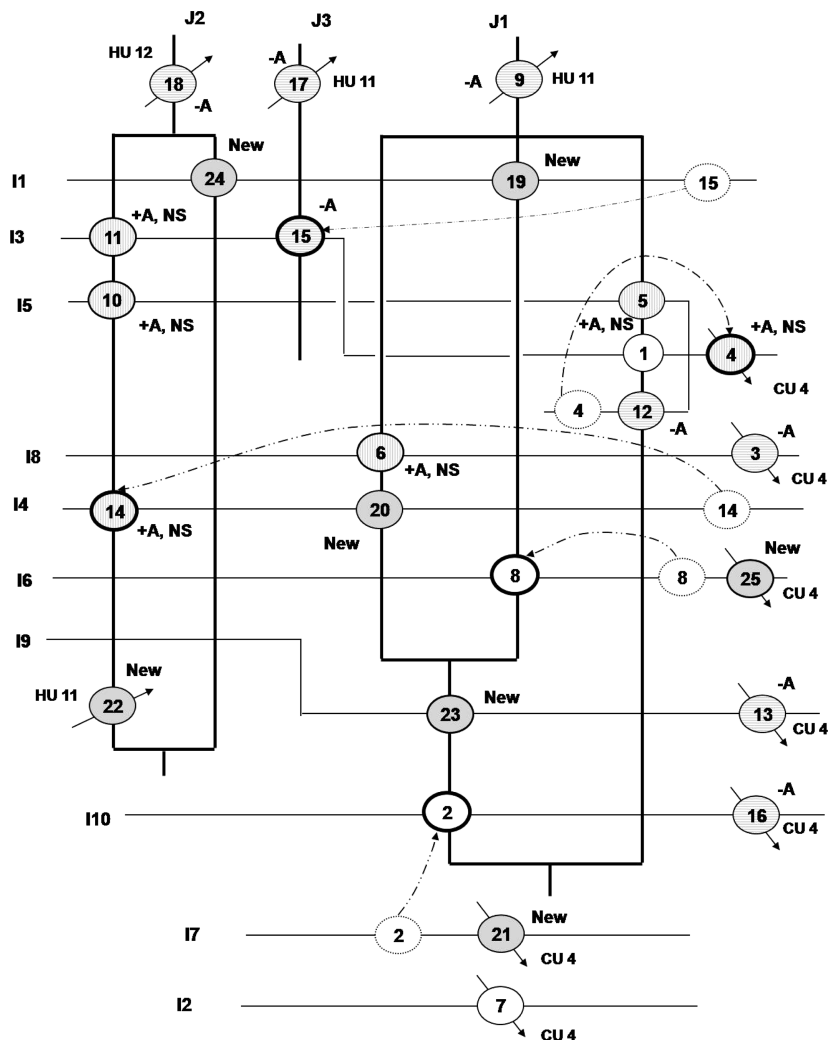 J2 J3 J1
HU 12 18 -A
-A 17 HU 11
-A 9 HU 11
New New
I1 24 19 15
+A, NS -A
I3 11 15
I5 10 5
+A, NS +A, NS +A, NS
1 4
CU 4
4 12 -A
-A
I8 6 3
+A, NS CU 4
I4 14 20 14
+A, NS
New New
I6 8 8 25
CU 4
I9
New -A
HU 11 22 23 New 13
CU 4
-A
I10 2 16
CU 4
New
I7 2 21
CU 4
I2 7
CU 4